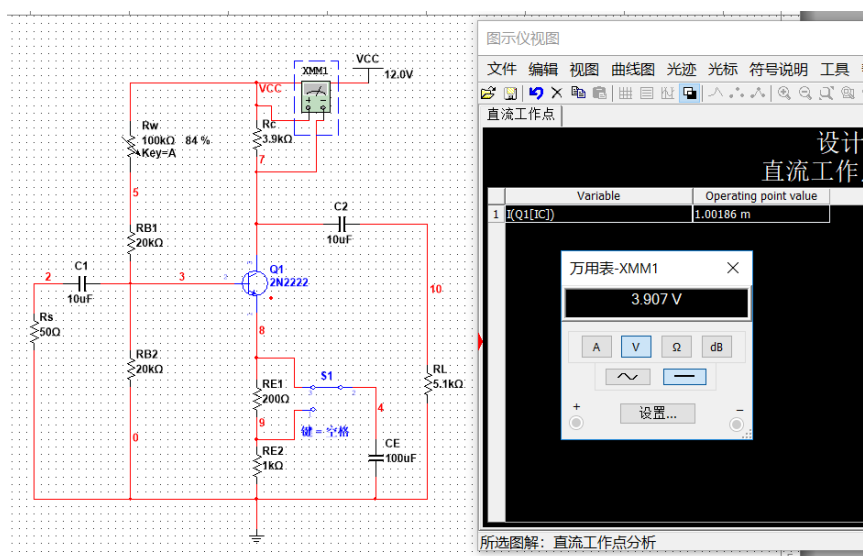 XMM1
VCC
12.0V
VCC
Rw
100kΩ 84 %
Key=A
Rc
3.9kΩ
7
5
RB1
20kΩ
C2
10uF
C1
2
10uF
3
Q1
2N2222
10
Rs
50Ω
8
RB2
20kΩ
S1
RE1
200Ω
RL
5.1kΩ
4
9
键 = 空格
0
RE2
1kΩ
CE
100uF
图示仪视图
文件 编辑 视图 曲线图 光迹 光标 符号说明 工具
直流工作点
设计
直流工作点
Variable Operating point value
1 I(Q1[IC]) 1.00186 m
万用表-XMM1
3.907 V
A V Ω dB
+ 设置... −
所选图解: 直流工作点分析